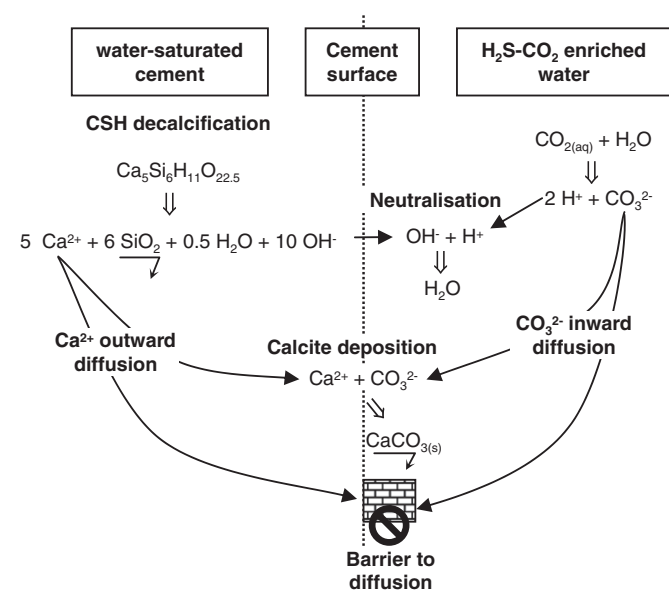 water-saturated
cement
Cement
surface
H₂S-CO₂ enriched
water
CSH decalcification
CO₂(aq) + H₂O
Ca₅Si₆H₁₁O₂₂.₅
Neutralisation
2 H⁺ + CO₃²⁻
5 Ca²⁺ + 6 SiO₂ + 0.5 H₂O + 10 OH⁻
OH⁻ + H⁺
H₂O
Ca²⁺ outward
diffusion
CO₃²⁻ inward
diffusion
Calcite deposition
Ca²⁺ + CO₃²⁻
CaCO₃(s)
Barrier to
diffusion